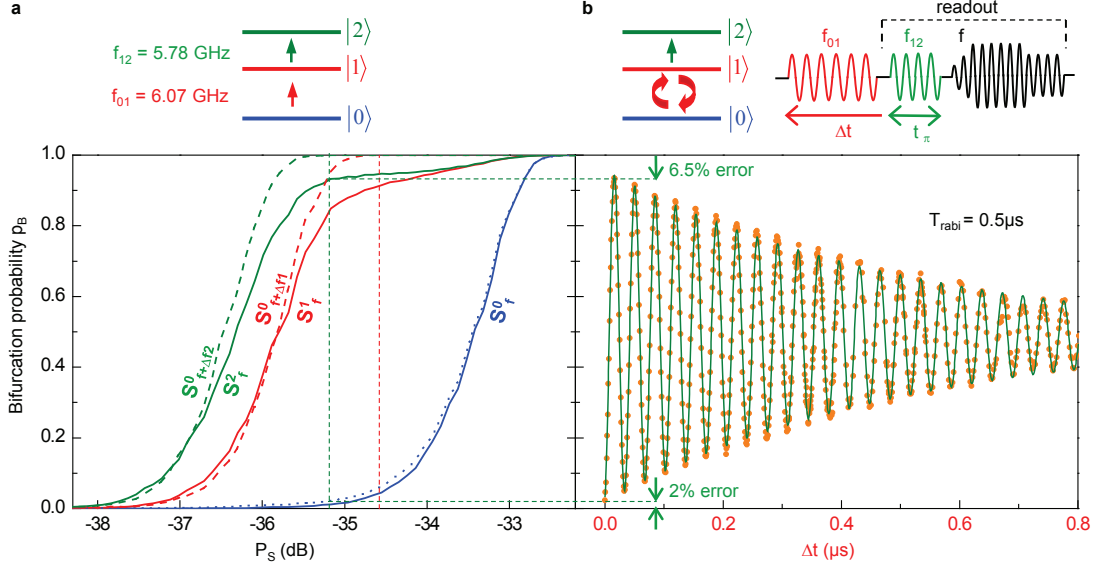 a
|2⟩
f12 = 5.78 GHz
|1⟩
f01 = 6.07 GHz
|0⟩
b
|2⟩
|1⟩
|0⟩
readout
f01
f12
f
Δt
tπ
Bifurcation probability pB
1.0
0.8
0.6
0.4
0.2
0.0
S0f+Δf2
S2f
S0f+Δf1
S1f
S0f
-38
-37
-36
-35
-34
-33
PS (dB)
6.5% error
Trabi = 0.5µs
2% error
0.0
0.2
0.4
0.6
0.8
Δt (µs)